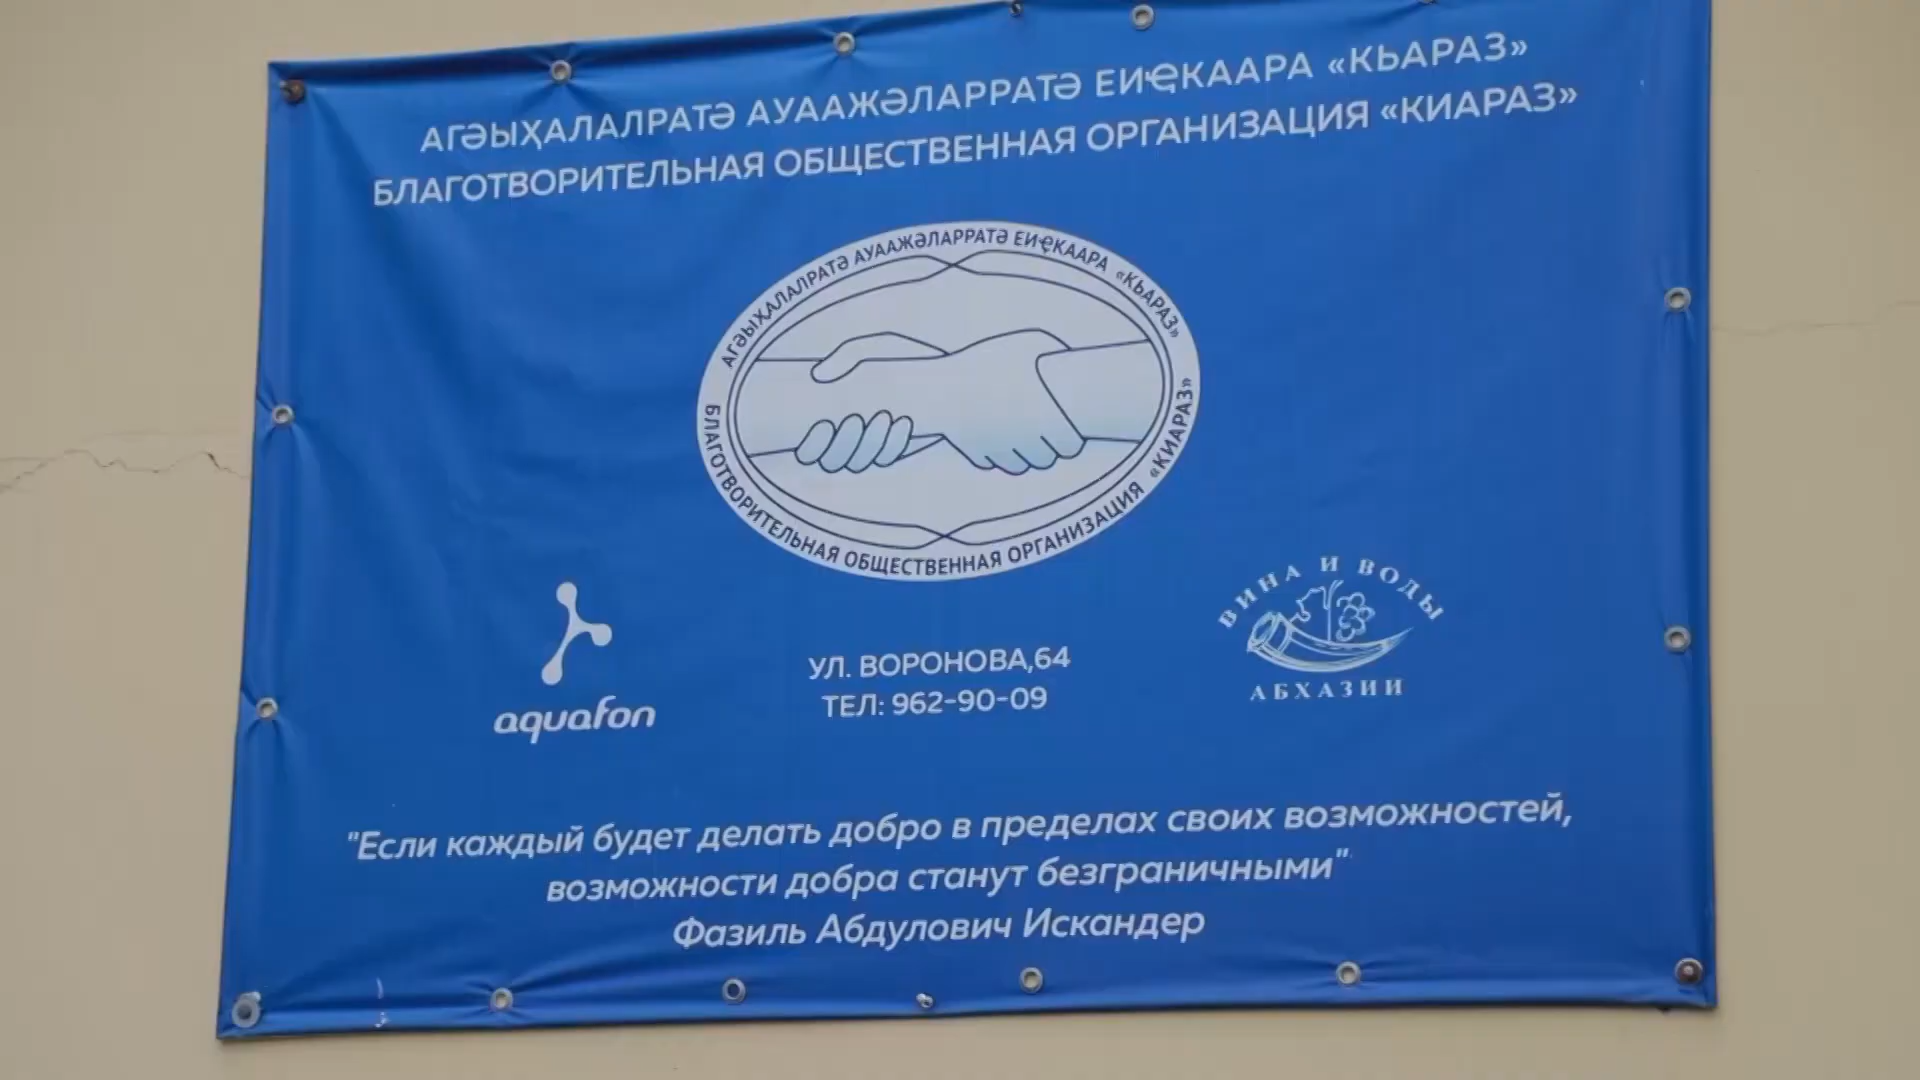 АГӘЫҲАЛАЛРАТӘ АУААЖӘЛАРРАТӘ ЕИҾКААРА «КЬАРАЗ»
БЛАГОТВОРИТЕЛЬНАЯ ОБЩЕСТВЕННАЯ ОРГАНИЗАЦИЯ «КИАРАЗ»
АГӘЫҲАЛАЛРАТӘ АУААЖӘЛАРРАТӘ ЕИҾКААРА «КЬАРАЗ»
БЛАГОТВОРИТЕЛЬНАЯ ОБЩЕСТВЕННАЯ ОРГАНИЗАЦИЯ «КИАРАЗ»
aquafon
УЛ. ВОРОНОВА,64
ТЕЛ: 962-90-09
ВИНА И ВОДЫ
АБХАЗИИ
"Если каждый будет делать добро в пределах своих возможностей,
возможности добра станут безграничными"
Фазиль Абдулович Искандер